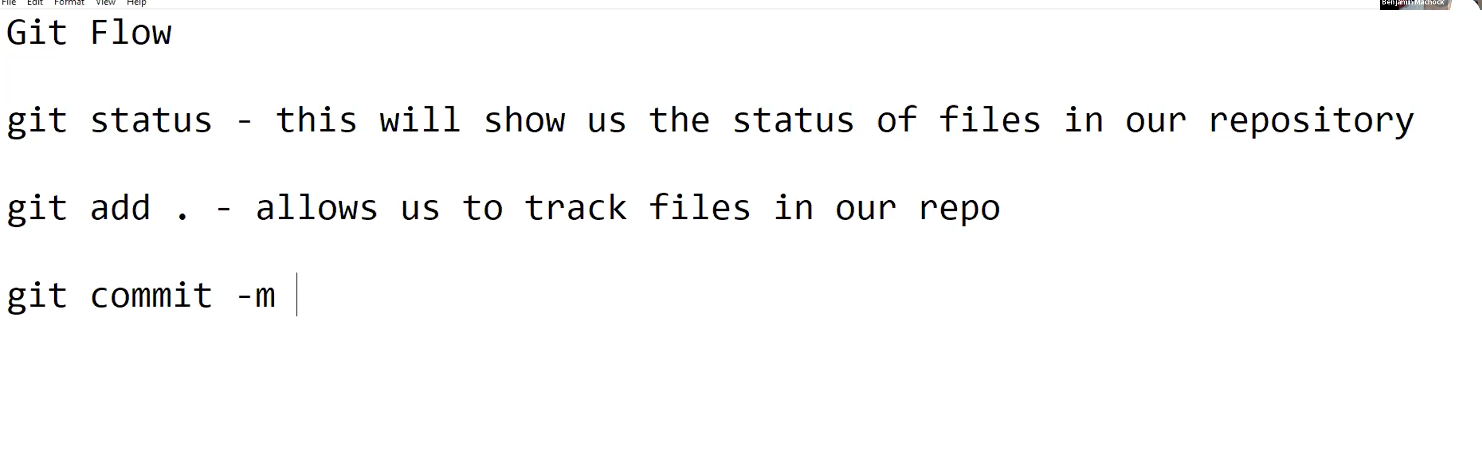 File Edit Format View Help
Benjamin Machock
Git Flow
git status - this will show us the status of files in our repository
git add . - allows us to track files in our repo
git commit -m